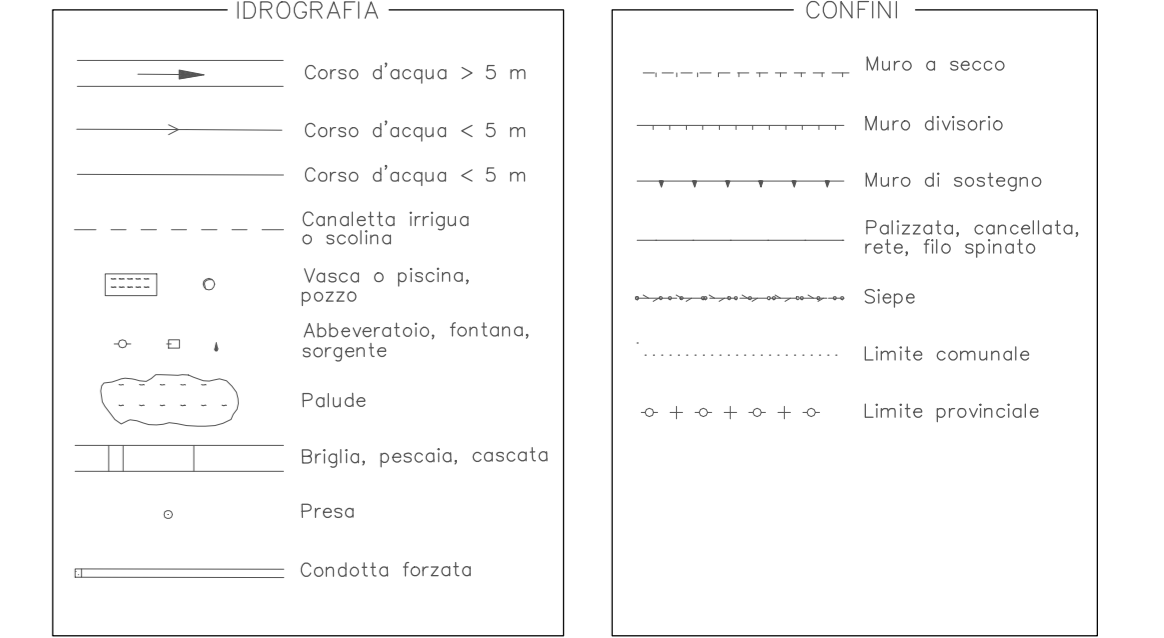 IDROGRAFIA
Corso d'acqua > 5 m
Corso d'acqua < 5 m
Corso d'acqua < 5 m
Canaletta irrigua
o scolina
Vasca o piscina,
pozzo
Abbeveratoio, fontana,
sorgente
Palude
Briglia, pescaia, cascata
Presa
Condotta forzata
CONFINI
Muro a secco
Muro divisorio
Muro di sostegno
Palizzata, cancellata,
rete, filo spinato
Siepe
Limite comunale
Limite provinciale